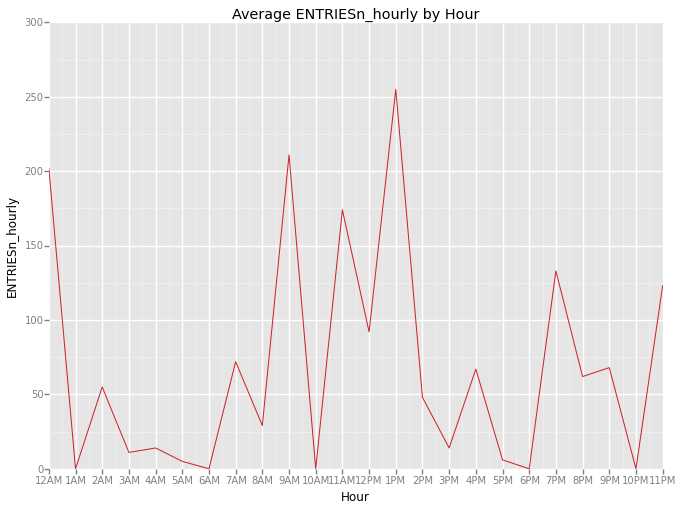 Average ENTRIESn_hourly by Hour
300
250
200
150
100
50
0
ENTRIESn_hourly
12AM 1AM 2AM 3AM 4AM 5AM 6AM 7AM 8AM 9AM 10AM 11AM 12PM 1PM 2PM 3PM 4PM 5PM 6PM 7PM 8PM 9PM 10PM 11PM
Hour